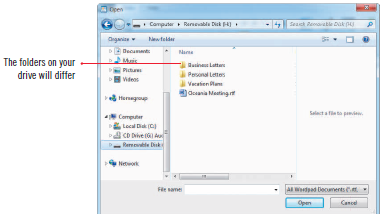 Open
Computer ▸ Removable Disk (I:)
Search Removable Disk (I:)
Organize
New folder
Documents
Music
Pictures
Videos
Homegroup
Computer
Local Disk (C:)
CD Drive (G:)
Removable Disk
Network
Name
Business Letters
Personal Letters
Vacation Plans
Oceania Meeting.rtf
Select a file to preview.
The folders on your
drive will differ
File name:
All Wordpad Documents (*.rtf,
Open
Cancel